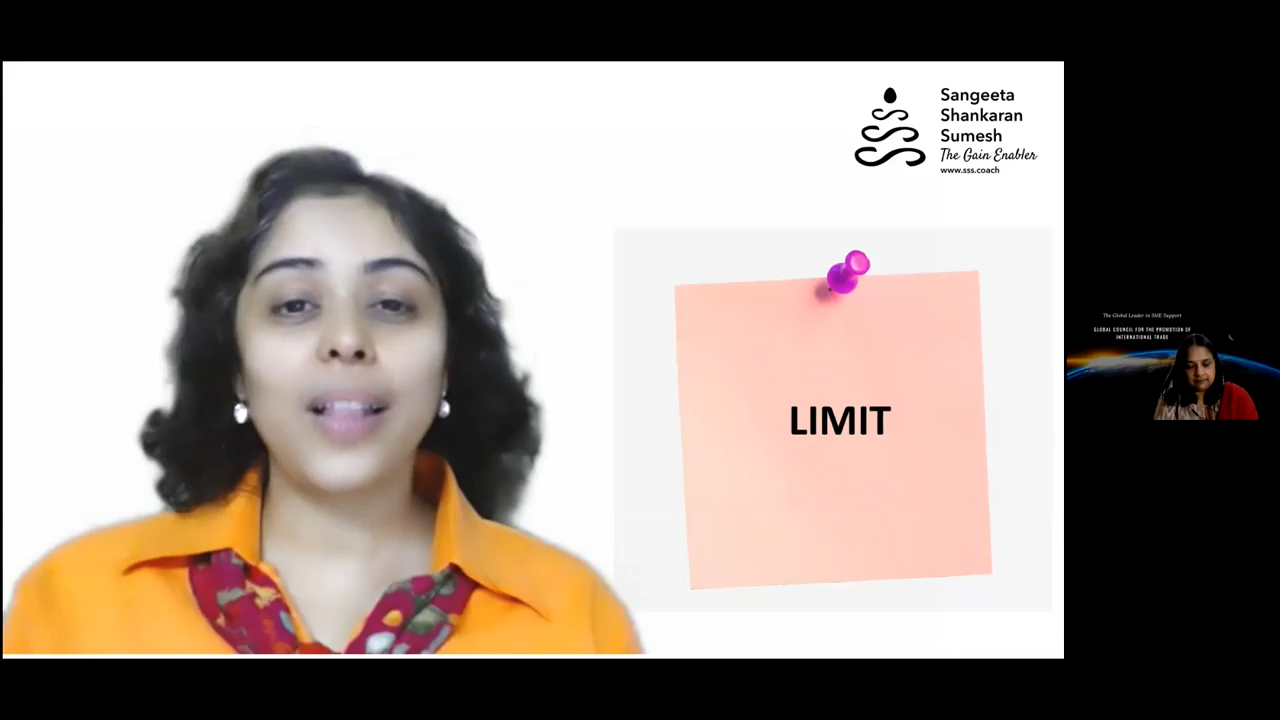 Sangeeta
Shankaran
Sumesh
The Gain Enabler
www.sss.coach
LIMIT
The Global Leader in SME Support
GLOBAL COUNCIL FOR THE PROMOTION OF
INTERNATIONAL TRADE